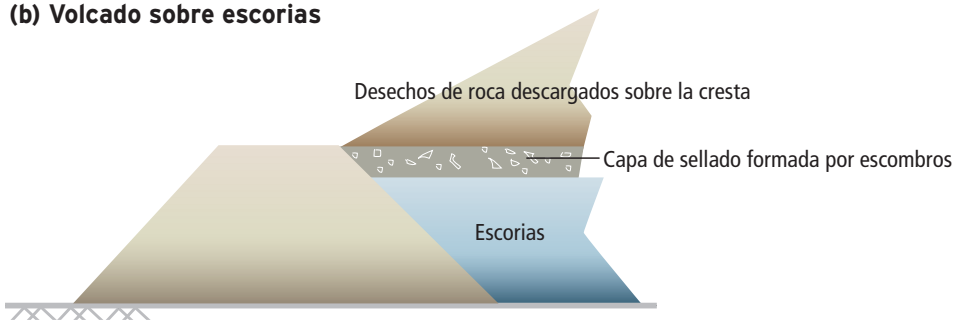 (b) Volcado sobre escorias
Desechos de roca descargados sobre la cresta
Capa de sellado formada por escombros
Escorias